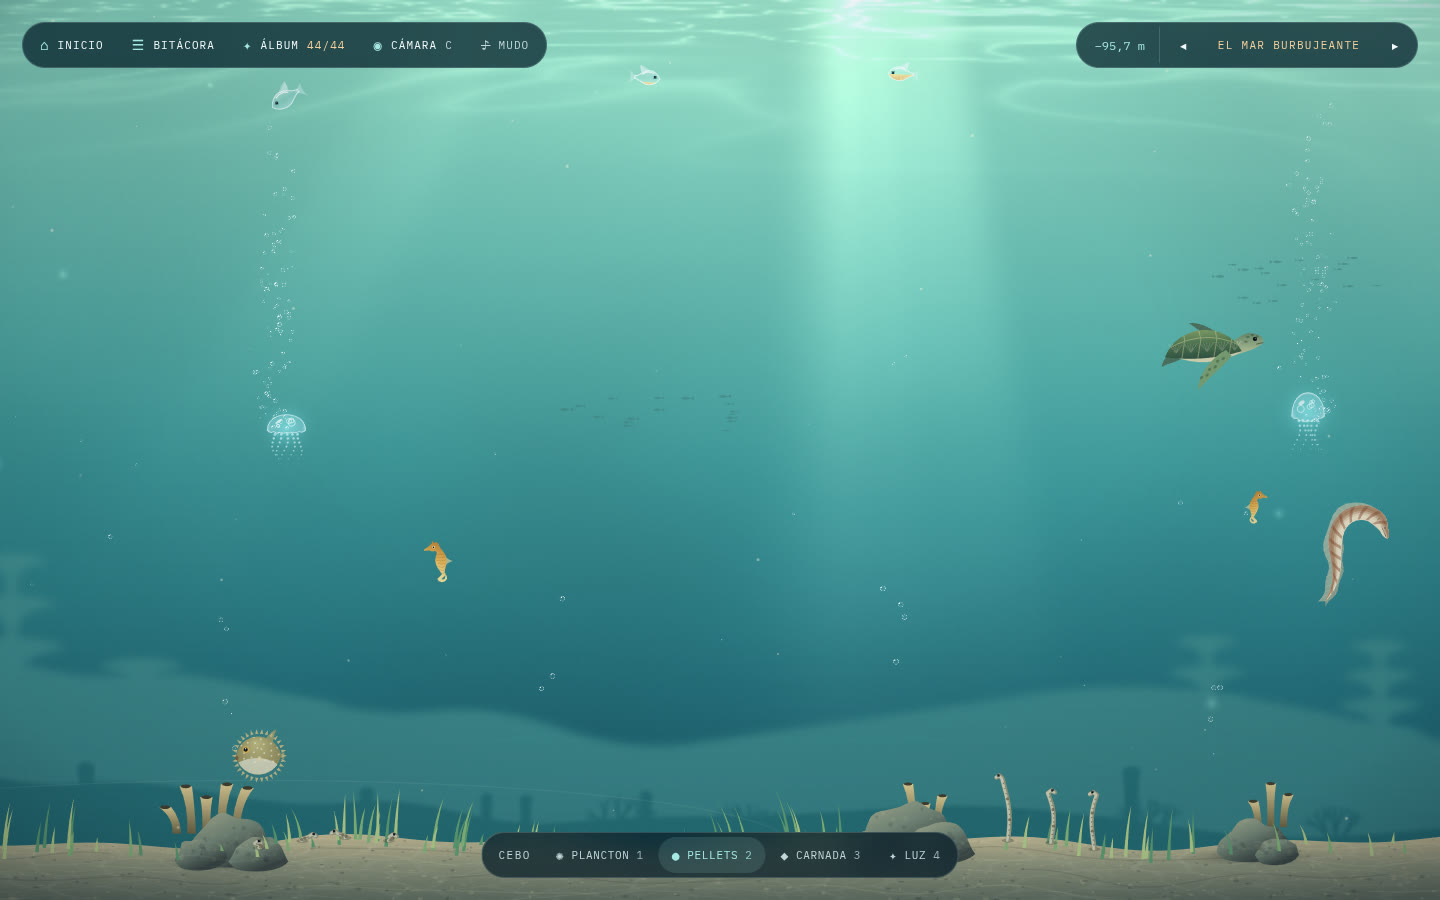 ⌂ INICIO ☰ BITÁCORA ✦ ÁLBUM 44/44 ◉ CÁMARA C MUDO
−95,7 m ◀ EL MAR BURBUJEANTE ▶
CEBO ✺ PLANCTON 1 ● PELLETS 2 ◆ CARNADA 3 ✦ LUZ 4